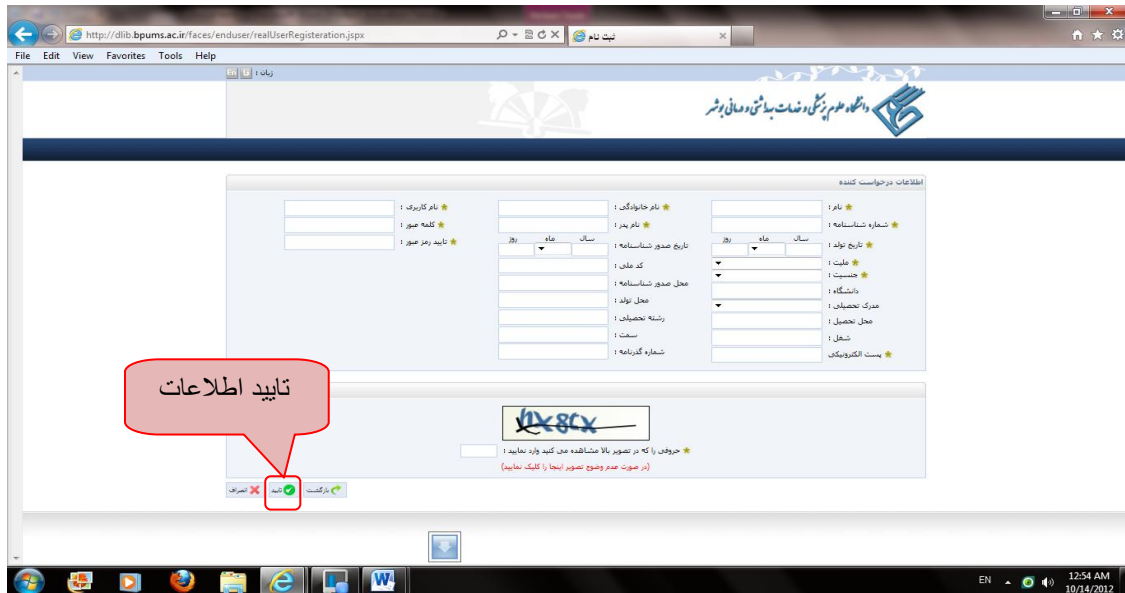 http://dlib.bpums.ac.ir/faces/enduser/realUserRegisteration.jspx
ثبت نام
File Edit View Favorites Tools Help
زبان :
دانشگاه علوم پزشکی و خدمات بهداشتی و درمانی بوشهر
اطلاعات درخواست کننده
نام : نام خانوادگی : نام کاربری :
شماره شناسنامه : نام پدر : کلمه عبور :
تاریخ تولد : سال ماه روز تاریخ صدور شناسنامه : سال ماه روز تایید رمز عبور :
ملیت : کد ملی :
جنسیت : محل صدور شناسنامه :
دانشگاه : محل تولد :
مدرک تحصیلی : رشته تحصیلی :
محل تحصیل : سمت :
شغل : شماره گذرنامه :
پست الکترونیکی
تایید اطلاعات
حروفی را که در تصویر بالا مشاهده می کنید وارد نمایید :
(در صورت عدم وضوح تصویر اینجا را کلیک نمایید)
بازگشت تایید انصراف
EN
12:54 AM
10/14/2012